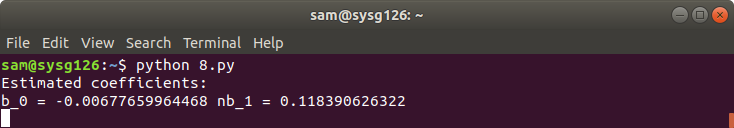 sam@sysg126: ~
File Edit View Search Terminal Help
sam@sysg126:~$ python 8.py
Estimated coefficients:
b_0 = -0.00677659964468 nb_1 = 0.118390626322